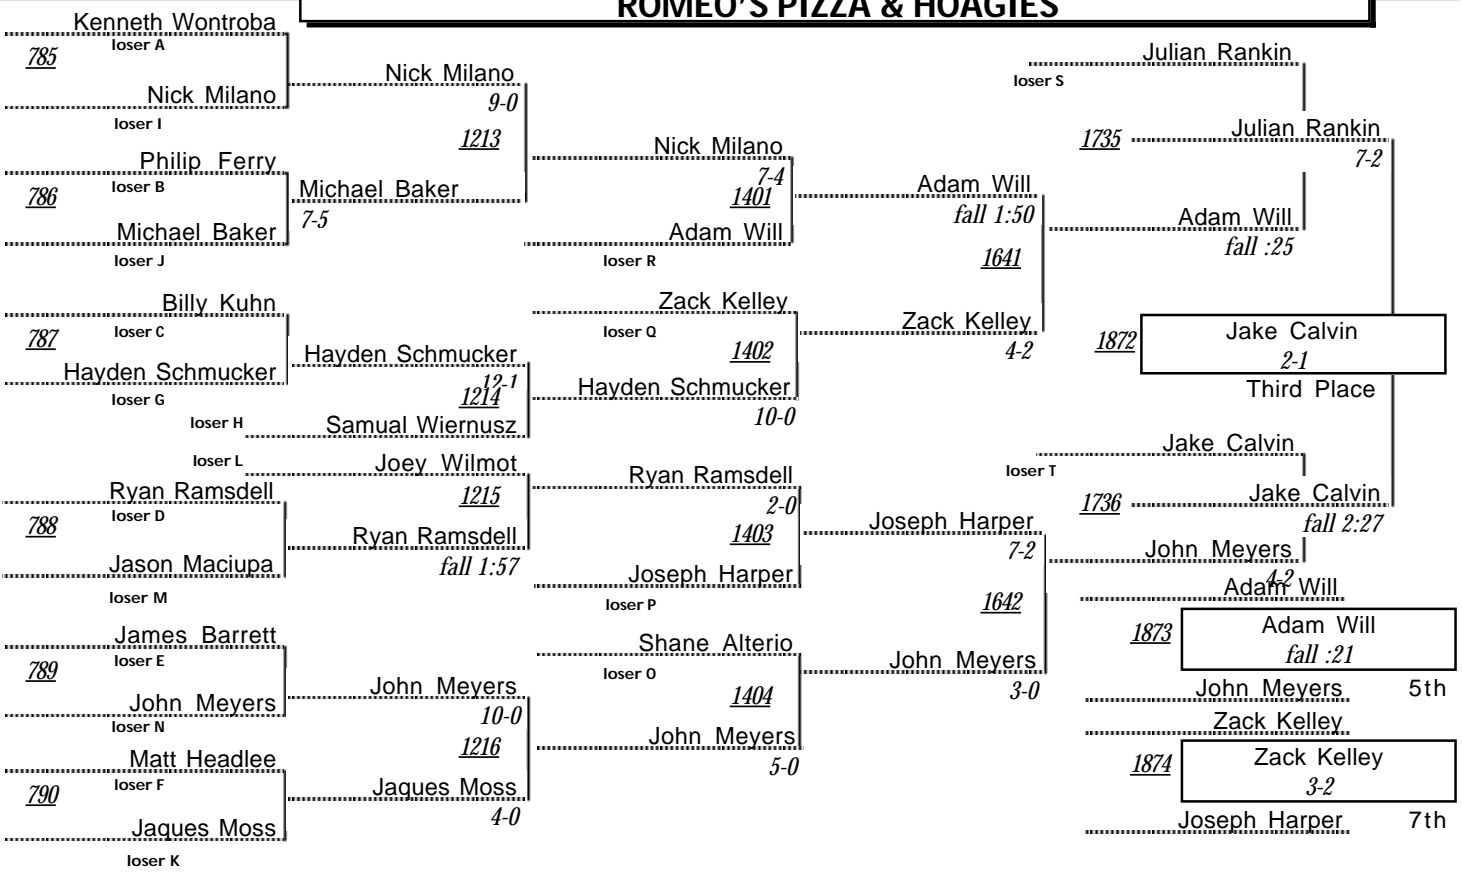 ROMEO'S PIZZA & HOAGIES
Kenneth Wontroba
loser A
785
Nick Milano
loser I
Nick Milano
9-0
1213
Philip Ferry
loser B
786
Michael Baker
loser J
Michael Baker
7-5
Billy Kuhn
loser C
787
Hayden Schmucker
loser G
Hayden Schmucker
12-1
1214
loser H
Samual Wiernusz
loser L
Joey Wilmot
1215
Ryan Ramsdell
loser D
788
Jason Maciupa
loser M
Ryan Ramsdell
fall 1:57
James Barrett
loser E
789
John Meyers
loser N
John Meyers
10-0
1216
Matt Headlee
loser F
790
Jaques Moss
loser K
Jaques Moss
4-0
Nick Milano
7-4
1401
Adam Will
loser R
Zack Kelley
loser Q
1402
Hayden Schmucker
10-0
Ryan Ramsdell
2-0
1403
Joseph Harper
loser P
Shane Alterio
loser O
1404
John Meyers
5-0
Adam Will
fall 1:50
1641
Zack Kelley
4-2
Joseph Harper
7-2
1642
John Meyers
3-0
Julian Rankin
loser S
1735
Julian Rankin
7-2
Adam Will
fall :25
1872
Jake Calvin
2-1
Third Place
Jake Calvin
loser T
1736
Jake Calvin
fall 2:27
John Meyers
4-2
Adam Will
1873
Adam Will
fall :21
John Meyers
5th
Zack Kelley
1874
Zack Kelley
3-2
Joseph Harper
7th